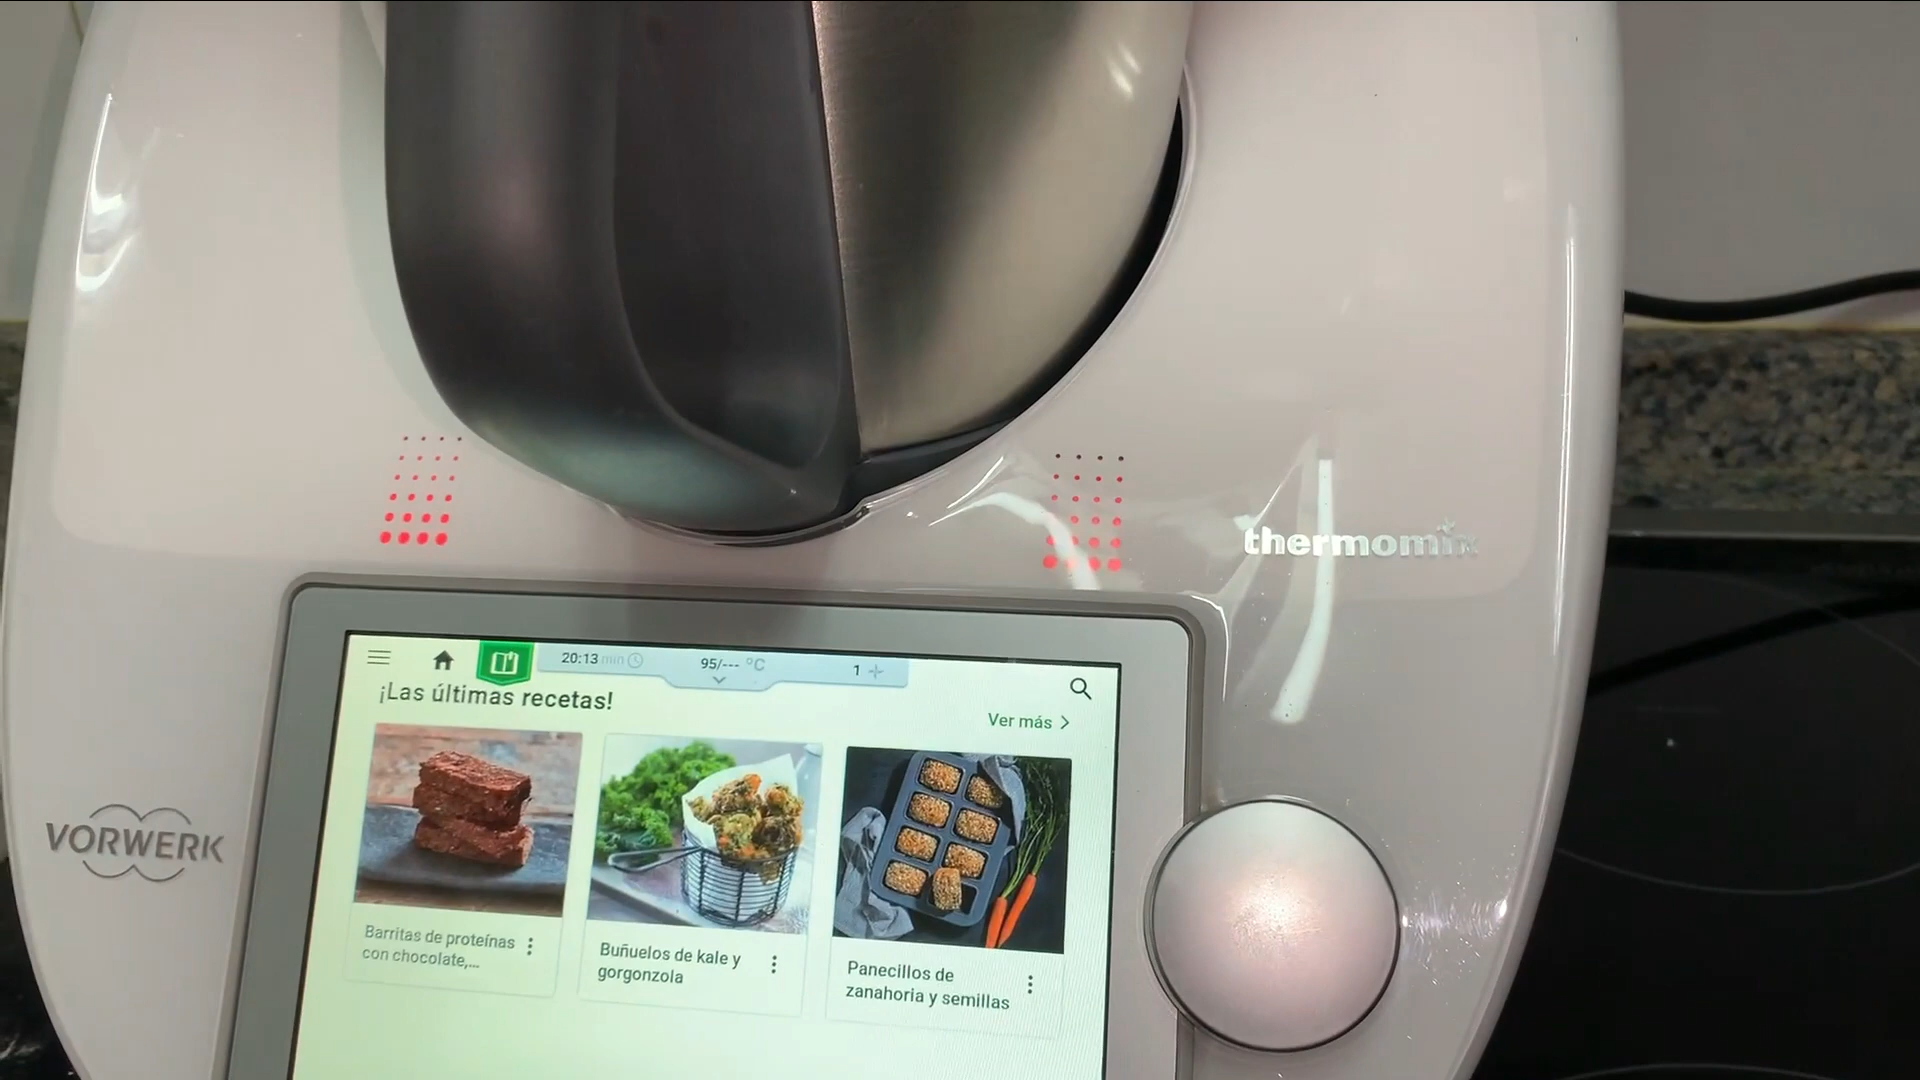 thermomix
20:13 min 95/--- °C 1
¡Las últimas recetas!
Ver más
VORWERK
Barritas de proteínas
con chocolate,...
Buñuelos de kale y
gorgonzola
Panecillos de
zanahoria y semillas